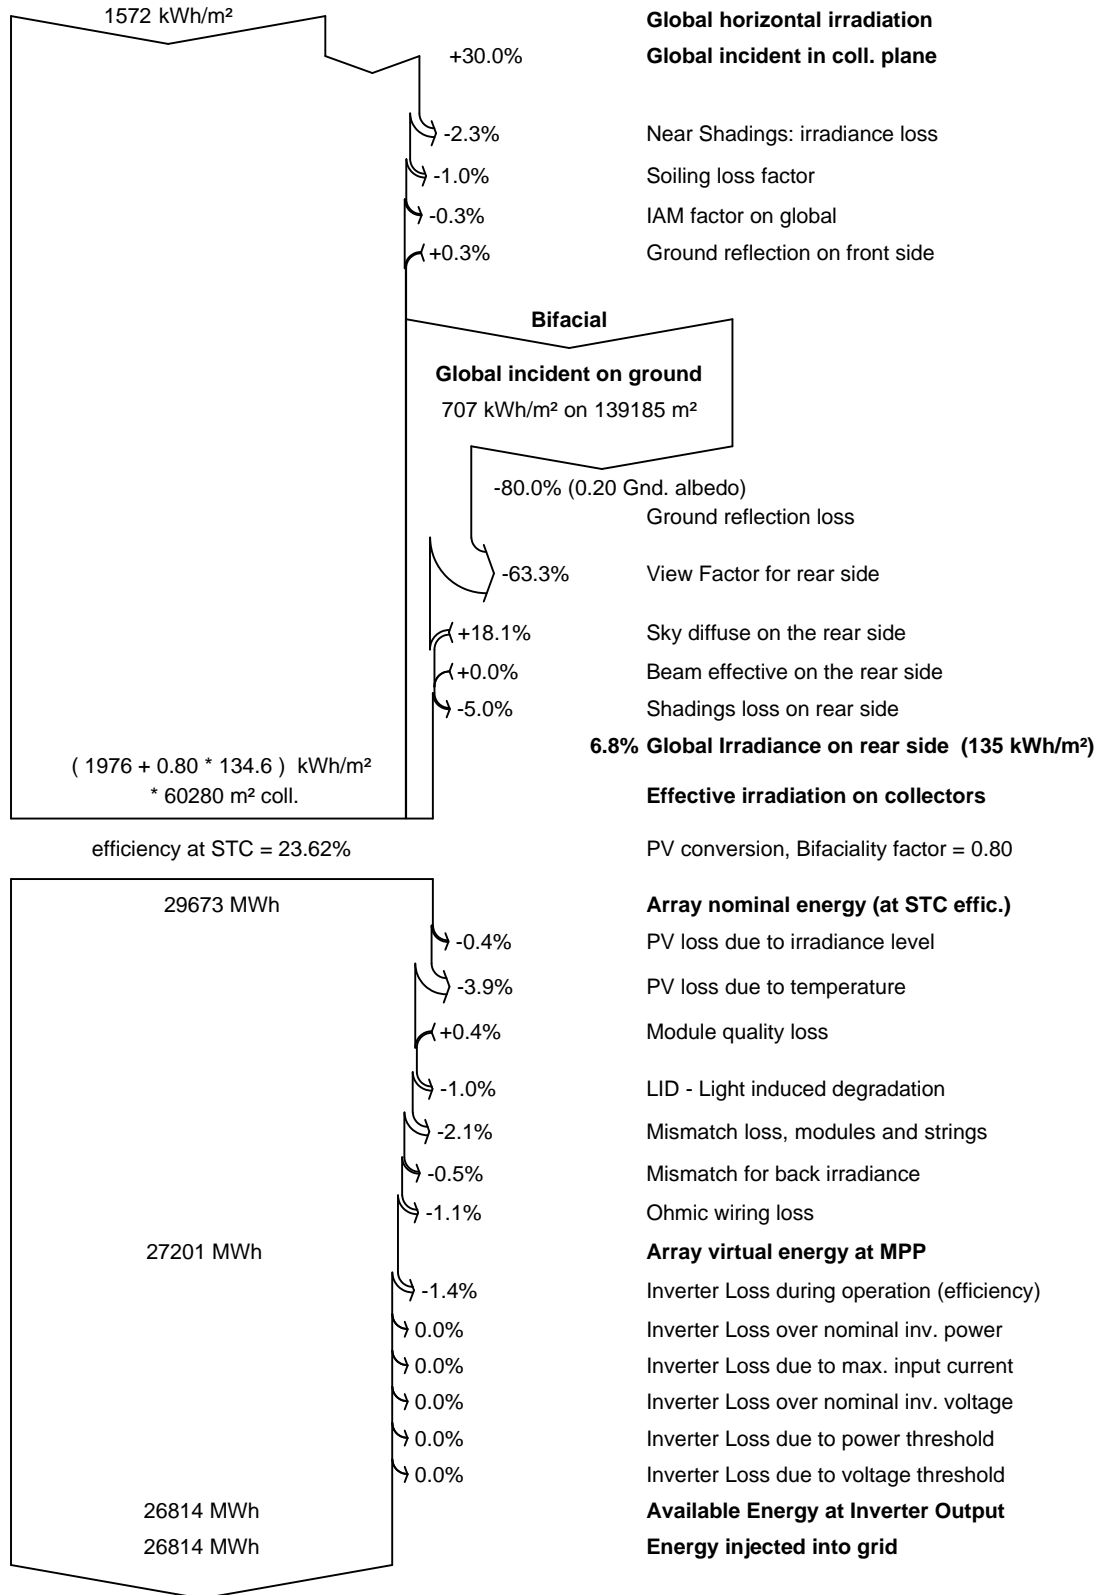 1572 kWh/m² Global horizontal irradiation
+30.0% Global incident in coll. plane
-2.3% Near Shadings: irradiance loss
-1.0% Soiling loss factor
-0.3% IAM factor on global
+0.3% Ground reflection on front side
Bifacial
Global incident on ground
707 kWh/m² on 139185 m²
-80.0% (0.20 Gnd. albedo)
Ground reflection loss
-63.3% View Factor for rear side
+18.1% Sky diffuse on the rear side
+0.0% Beam effective on the rear side
-5.0% Shadings loss on rear side
6.8% Global Irradiance on rear side (135 kWh/m²)
( 1976 + 0.80 * 134.6 ) kWh/m²
* 60280 m² coll. Effective irradiation on collectors
efficiency at STC = 23.62% PV conversion, Bifaciality factor = 0.80
29673 MWh Array nominal energy (at STC effic.)
-0.4% PV loss due to irradiance level
-3.9% PV loss due to temperature
+0.4% Module quality loss
-1.0% LID - Light induced degradation
-2.1% Mismatch loss, modules and strings
-0.5% Mismatch for back irradiance
-1.1% Ohmic wiring loss
27201 MWh Array virtual energy at MPP
-1.4% Inverter Loss during operation (efficiency)
0.0% Inverter Loss over nominal inv. power
0.0% Inverter Loss due to max. input current
0.0% Inverter Loss over nominal inv. voltage
0.0% Inverter Loss due to power threshold
0.0% Inverter Loss due to voltage threshold
26814 MWh Available Energy at Inverter Output
26814 MWh Energy injected into grid